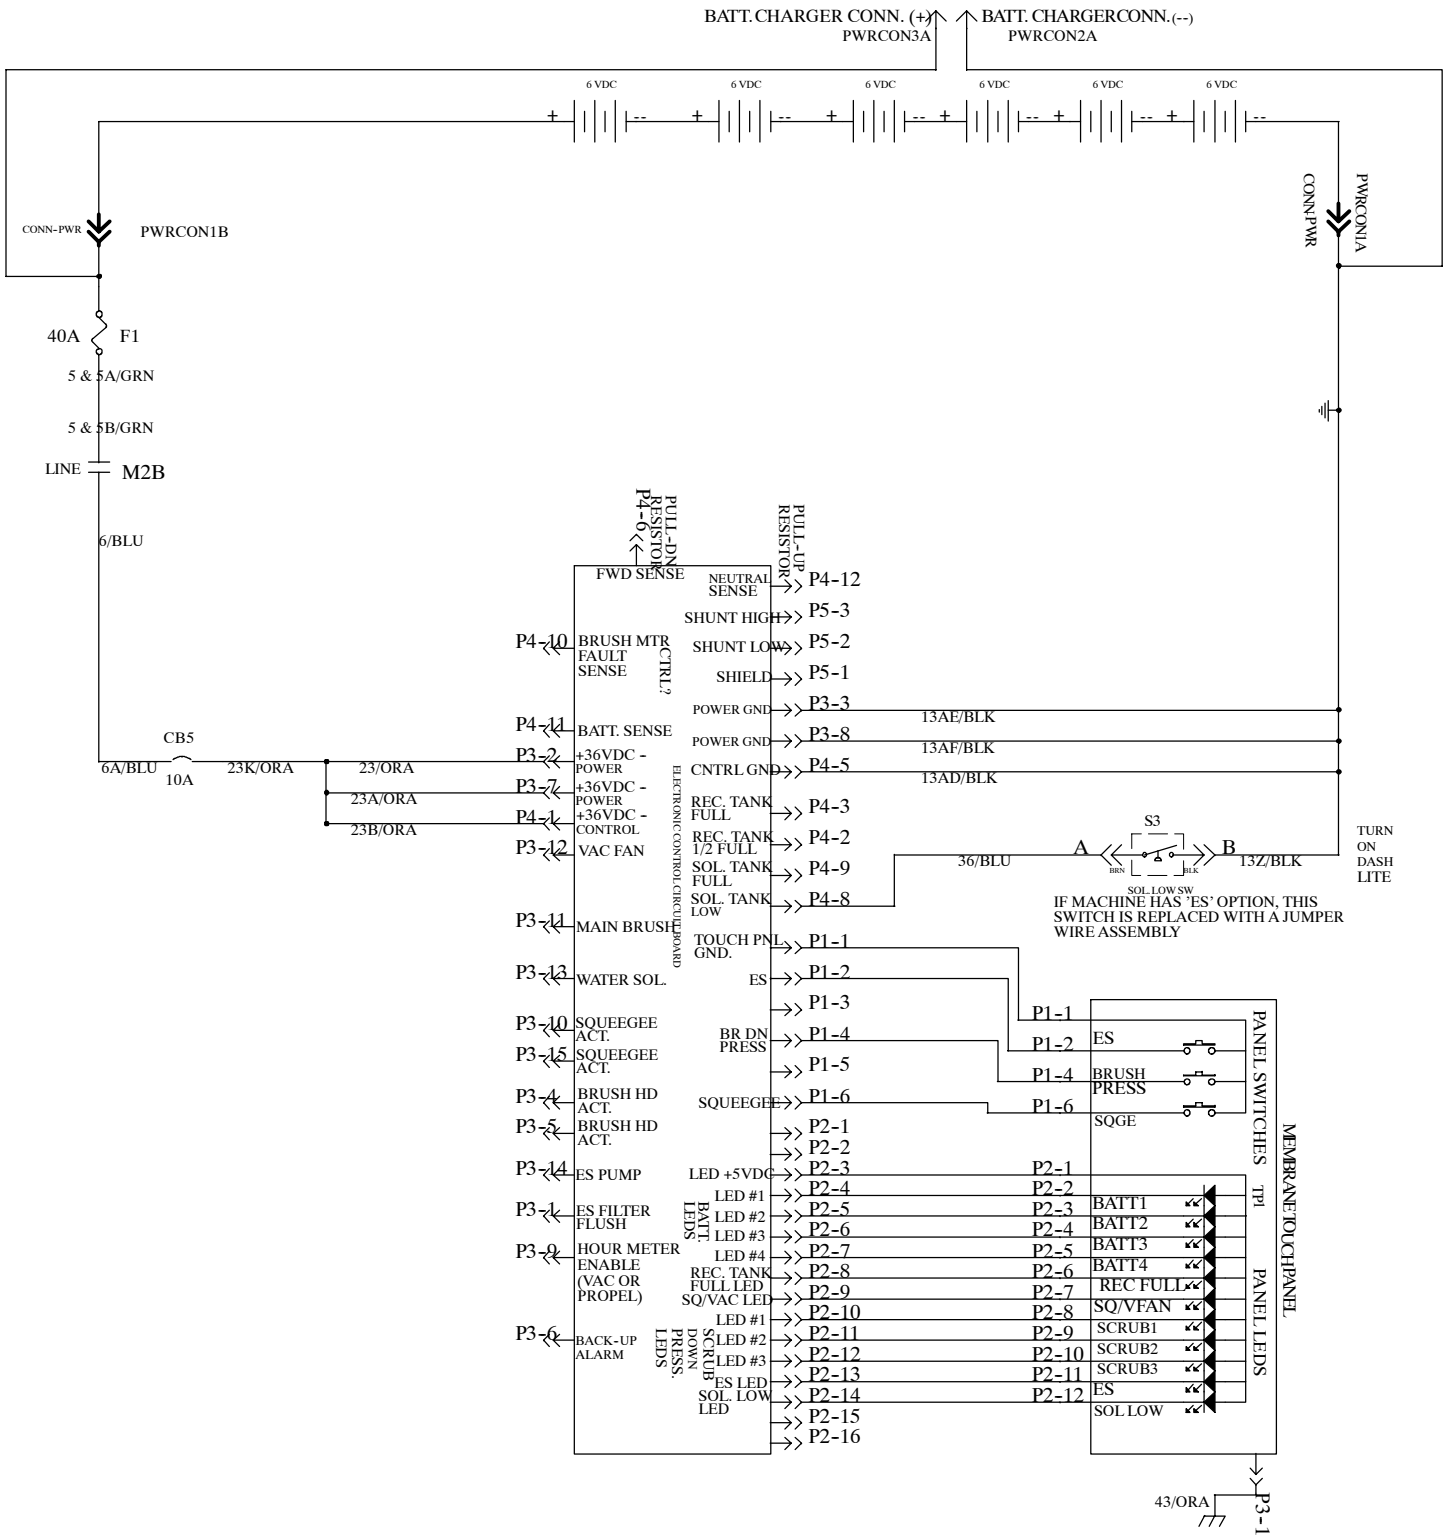 BATT. CHARGER CONN. (+)
PWRCON3A
BATT. CHARGER CONN. (--)
PWRCON2A
6 VDC
6 VDC
6 VDC
6 VDC
6 VDC
6 VDC
+ -- + -- + -- + -- + -- + --
CONN-PWR
PWRCON1B
PWRCON1A
CONN-PWR
40A
F1
5 & 5A/GRN
5 & 5B/GRN
LINE
M2B
6/BLU
CB5
6A/BLU
10A
23K/ORA
23/ORA
23A/ORA
23B/ORA
P4-6
PULL-DN
RESISTOR
FWD SENSE
PULL-UP
RESISTOR
CTRL?
ELECTRONIC CONTROL CIRCUIT BOARD
P4-10
BRUSH MTR
FAULT
SENSE
P4-11
BATT. SENSE
P3-2
+36VDC -
POWER
P3-7
+36VDC -
POWER
P4-1
+36VDC -
CONTROL
P3-12
VAC FAN
P3-11
MAIN BRUSH
P3-13
WATER SOL.
P3-10
SQUEEGEE
ACT.
P3-15
SQUEEGEE
ACT.
P3-4
BRUSH HD
ACT.
P3-5
BRUSH HD
ACT.
P3-14
ES PUMP
P3-1
ES FILTER
FLUSH
P3-9
HOUR METER
ENABLE
(VAC OR
PROPEL)
P3-6
BACK-UP
ALARM
NEUTRAL
SENSE
P4-12
SHUNT HIGH
P5-3
SHUNT LOW
P5-2
SHIELD
P5-1
POWER GND
P3-3
13AE/BLK
POWER GND
P3-8
13AF/BLK
CNTRL GND
P4-5
13AD/BLK
REC. TANK
FULL
P4-3
REC. TANK
1/2 FULL
P4-2
SOL. TANK
FULL
P4-9
SOL. TANK
LOW
P4-8
36/BLU
A
S3
B
BRN
BLK
13Z/BLK
SOL. LOW SW
TURN
ON
DASH
LITE
IF MACHINE HAS 'ES' OPTION, THIS
SWITCH IS REPLACED WITH A JUMPER
WIRE ASSEMBLY
TOUCH PNL
GND.
P1-1
ES
P1-2
P1-3
BR DN
PRESS
P1-4
P1-5
SQUEEGEE
P1-6
P2-1
P2-2
LED +5VDC
P2-3
BATT.
LEDS
LED #1
P2-4
LED #2
P2-5
LED #3
P2-6
LED #4
P2-7
REC. TANK
FULL LED
P2-8
SQ/VAC LED
P2-9
SCRUB
DOWN
PRESS.
LEDS
LED #1
P2-10
LED #2
P2-11
LED #3
P2-12
ES LED
P2-13
SOL. LOW
LED
P2-14
P2-15
P2-16
P1-1
P1-2
ES
P1-4
BRUSH
PRESS
P1-6
SQGE
P2-1
P2-2
BATT1
P2-3
BATT2
P2-4
BATT3
P2-5
BATT4
P2-6
REC FULL
P2-7
SQ/VFAN
P2-8
SCRUB1
P2-9
SCRUB2
P2-10
SCRUB3
P2-11
ES
P2-12
SOL LOW
PANEL SWITCHES
TP1
PANEL LEDS
MEMBRANE TOUCH PANEL
43/ORA
P3-1